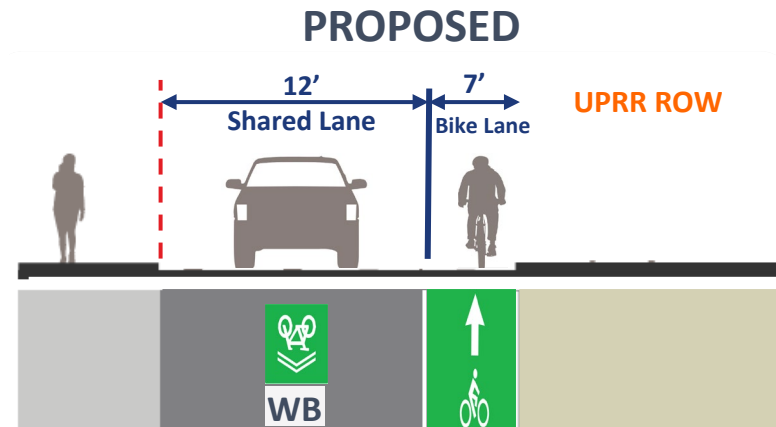 PROPOSED
12’
7’
Shared Lane
Bike Lane
UPRR ROW
WB